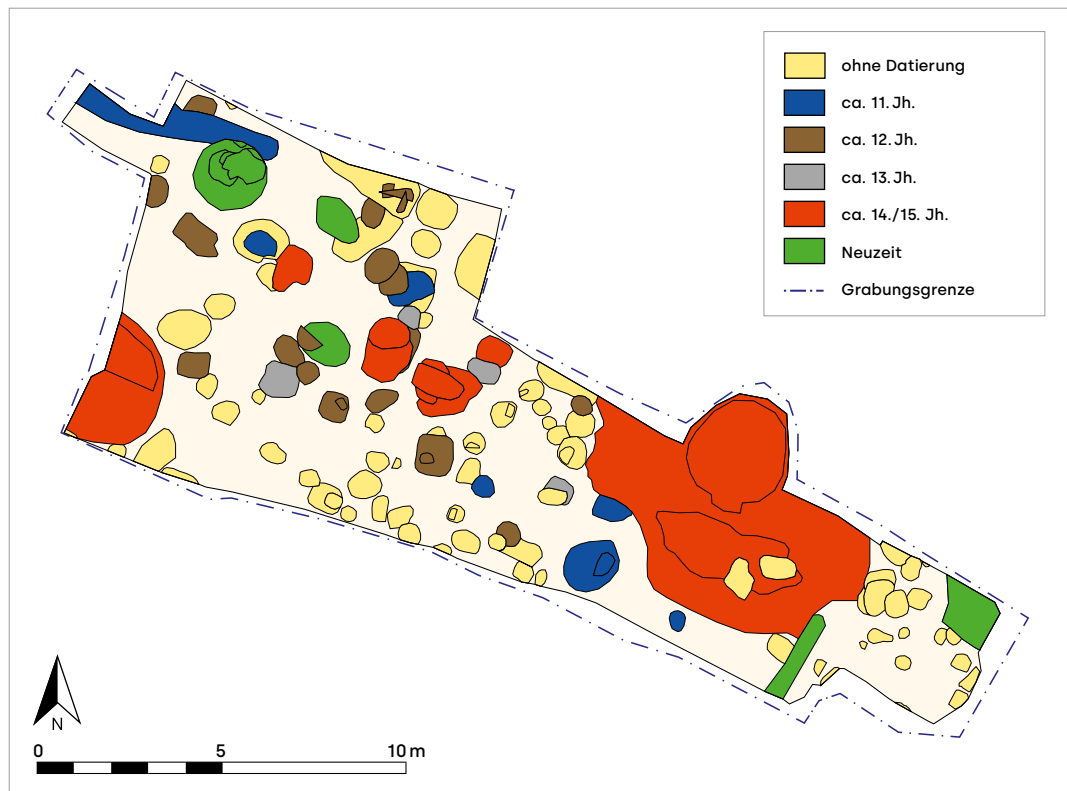 ohne Datierung
ca. 11. Jh.
ca. 12. Jh.
ca. 13. Jh.
ca. 14./15. Jh.
Neuzeit
Grabungsgrenze
N
0 5 10 m